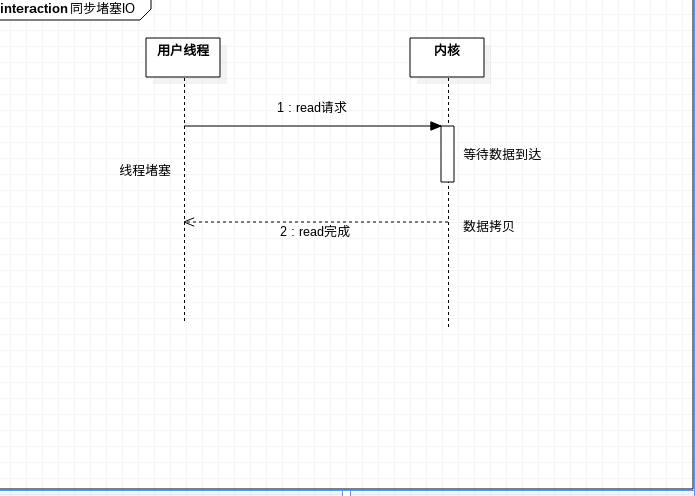 interaction 同步堵塞IO
用户线程
内核
1 : read请求
等待数据到达
线程堵塞
2 : read完成
数据拷贝